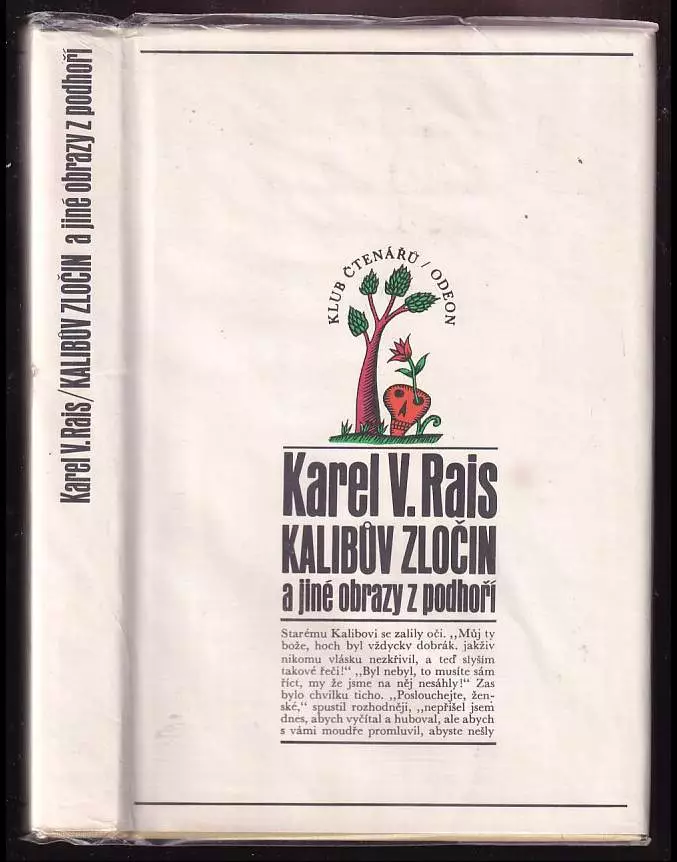 Karel V. Rais/KALIBŮV ZLOČIN a jiné obrazy z podhoří
KLUB ČTENÁŘŮ / ODEON
Karel V. Rais
KALIBŮV ZLOČIN
a jiné obrazy z podhoří
Starému Kalibovi se zalily oči. „Můj ty
bože, hoch byl vždycky dobrák, jakživ
nikomu vlásku nezkřivil, a teď slyším
takové řeči!“ „Byl nebyl, to musíte sám
říct, my že jsme na něj nesáhly!“ Zas
bylo chvilku ticho. „Poslouchejte, žen-
ské,“ spustil rozhodněji, „nepřišel jsem
dnes, abych vyčítal a huboval, ale abych
s vámi moudře promluvil, abyste nešly